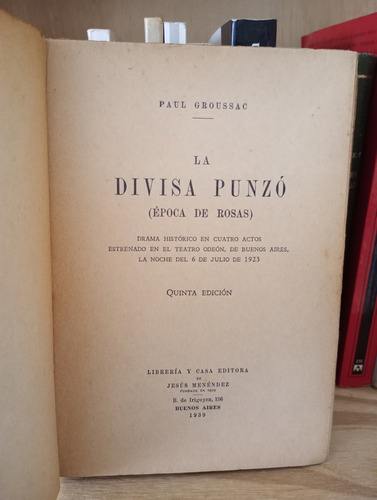 PAUL GROUSSAC
LA
DIVISA PUNZÓ
(ÉPOCA DE ROSAS)
DRAMA HISTÓRICO EN CUATRO ACTOS
ESTRENADO EN EL TEATRO ODEÓN, DE BUENOS AIRES,
LA NOCHE DEL 6 DE JULIO DE 1923
QUINTA EDICIÓN
LIBRERÍA Y CASA EDITORA
DE
JESÚS MENÉNDEZ
B. de Irigoyen, 186
BUENOS AIRES
1939